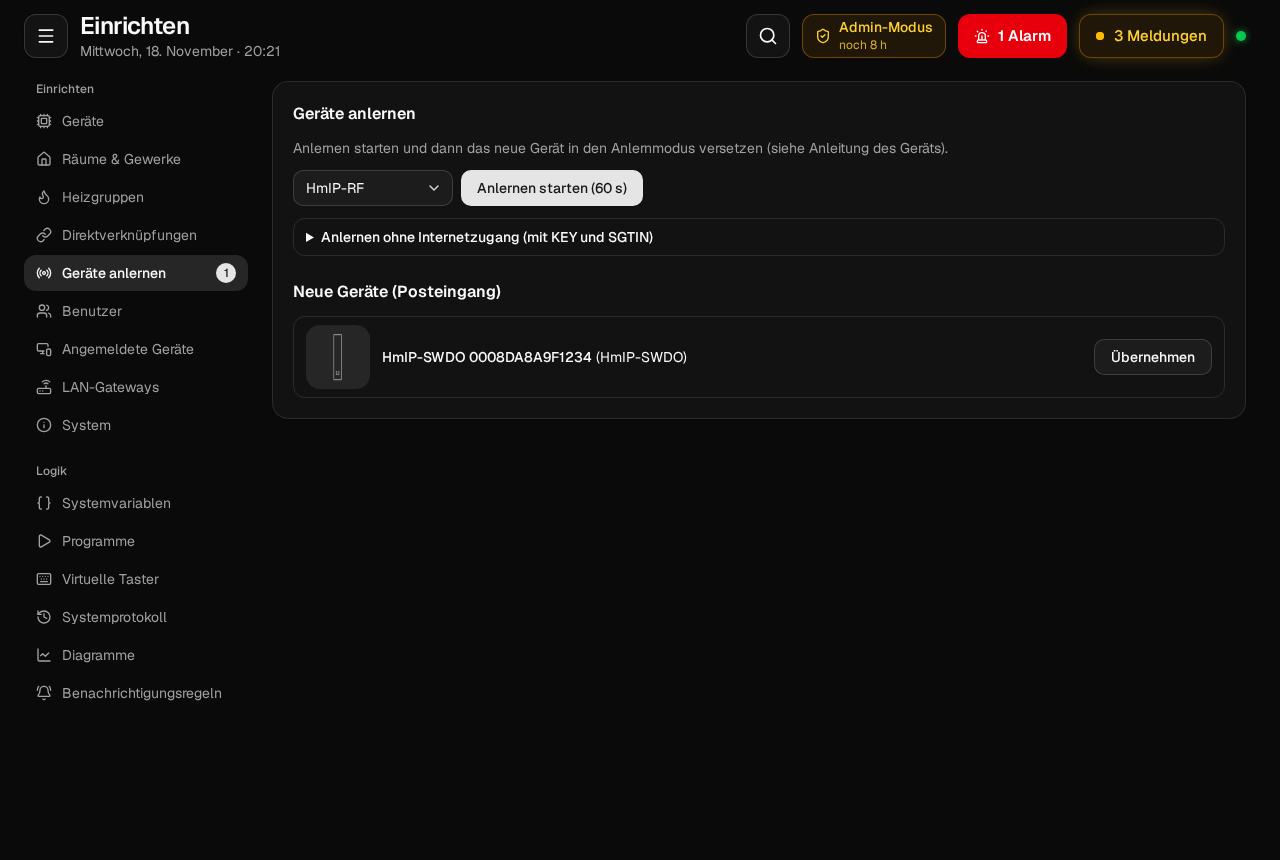 Einrichten
Mittwoch, 18. November · 20:21
Admin-Modus
noch 8 h
1 Alarm
3 Meldungen
Einrichten
Geräte
Räume & Gewerke
Heizgruppen
Direktverknüpfungen
Geräte anlernen
1
Benutzer
Angemeldete Geräte
LAN-Gateways
System
Logik
Systemvariablen
Programme
Virtuelle Taster
Systemprotokoll
Diagramme
Benachrichtigungsregeln
Geräte anlernen
Anlernen starten und dann das neue Gerät in den Anlernmodus versetzen (siehe Anleitung des Geräts).
HmIP-RF
Anlernen starten (60 s)
Anlernen ohne Internetzugang (mit KEY und SGTIN)
Neue Geräte (Posteingang)
HmIP-SWDO 0008DA8A9F1234 (HmIP-SWDO)
Übernehmen